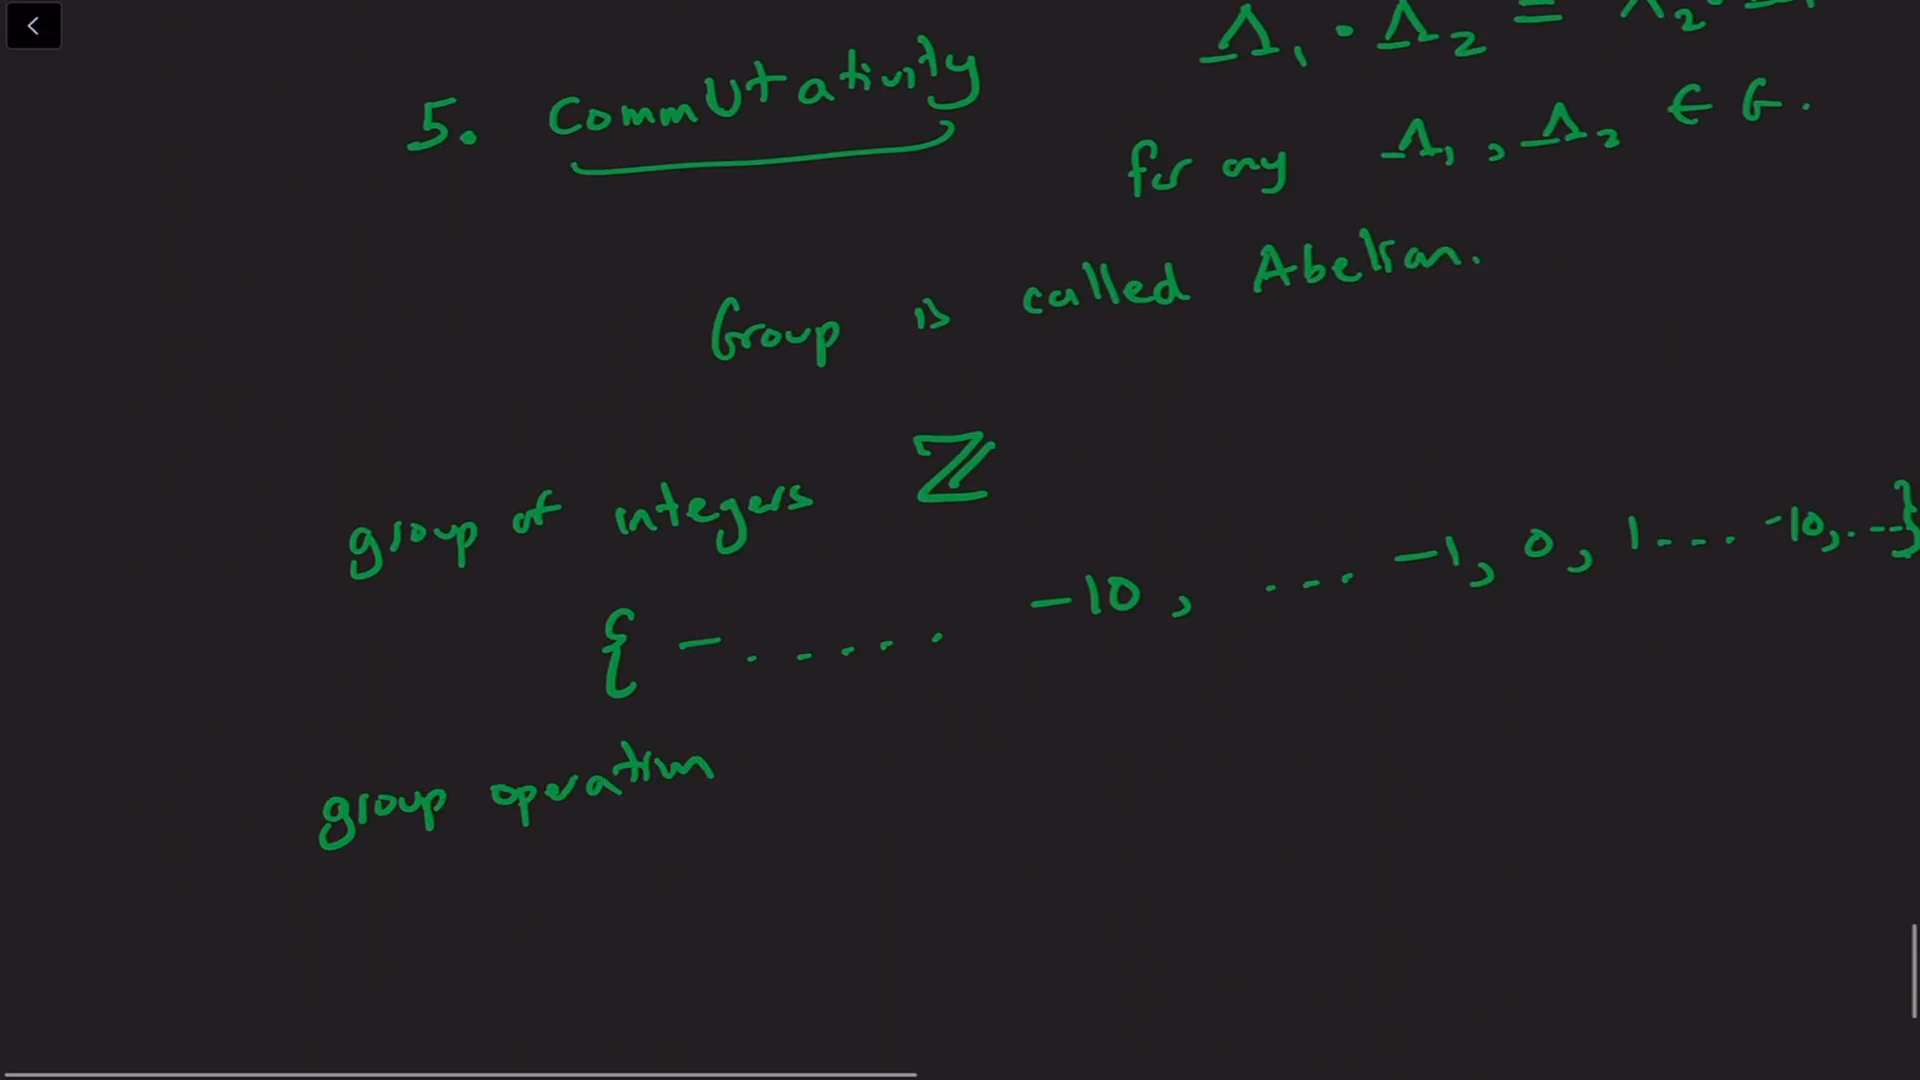 Λ₁ · Λ₂ = Λ₂ ·
5. Commutativity
for any Λ₁, Λ₂ ∈ G.
Group is called Abelian.
group of integers ℤ
{ - ..... -10, ... -1, 0, 1 ... -10, ... }
group operation